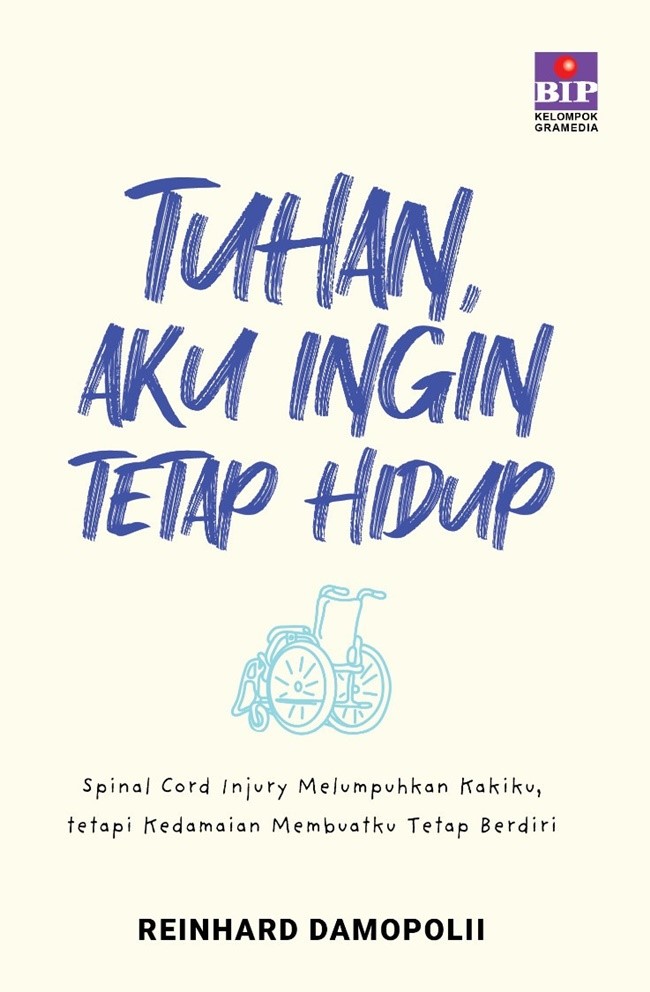 BIP
KELOMPOK
GRAMEDIA
TUHAN,
AKU INGIN
TETAP HIDUP
Spinal Cord Injury Melumpuhkan Kakiku,
tetapi Kedamaian Membuatku Tetap Berdiri
REINHARD DAMOPOLII